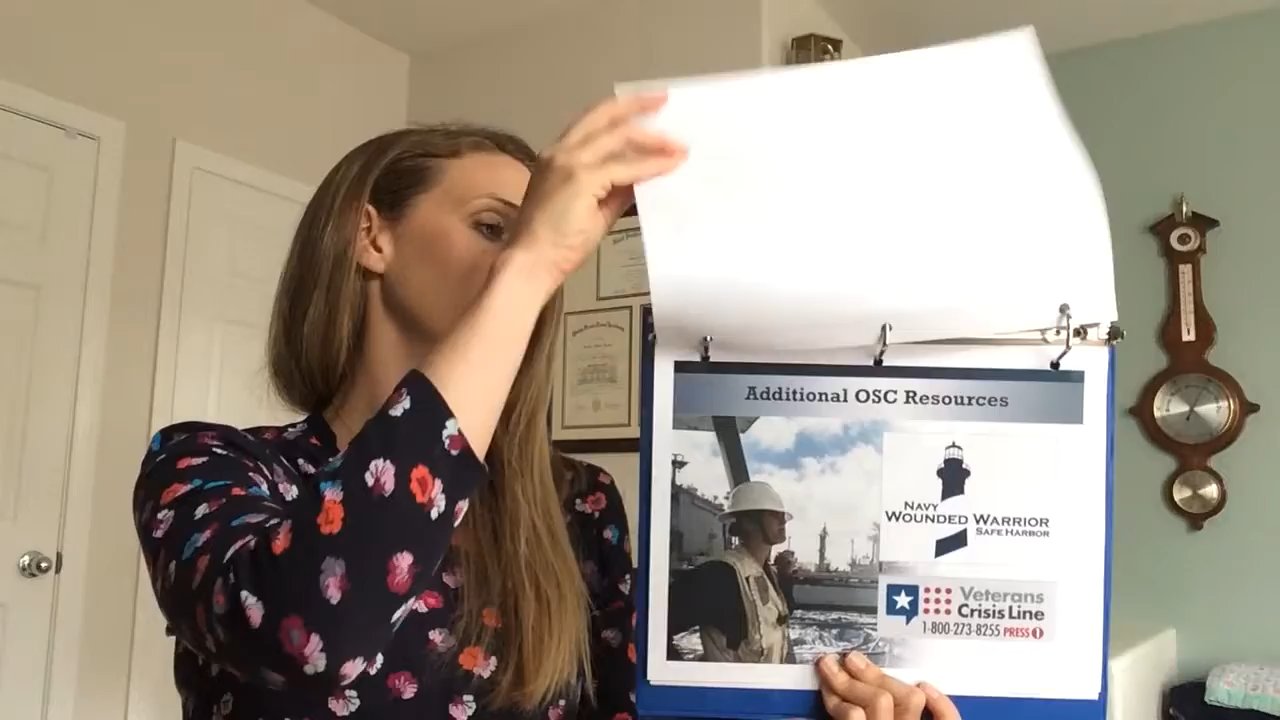 Additional OSC Resources
NAVY
WOUNDED WARRIOR
SAFE HARBOR
Veterans
Crisis Line
1-800-273-8255 PRESS 1